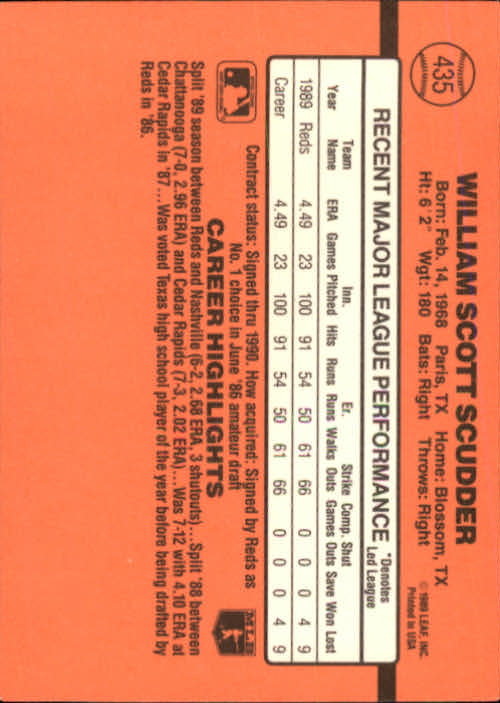 435
WILLIAM SCOTT SCUDDER
Born: Feb. 14, 1968 Paris, TX Home: Blossom, TX
Ht: 6'2" Wgt: 180 Bats: Right Throws: Right
© 1989 LEAF, INC.
Printed in USA
RECENT MAJOR LEAGUE PERFORMANCE
*Denotes
Led League
Team Inn. Er. Strike Comp. Shut
Year Name ERA Games Pitched Hits Runs Runs Walks Outs Games Outs Save Won Lost
1989 Reds 4.49 23 100 91 54 50 61 66 0 0 0 4 9
Career 4.49 23 100 91 54 50 61 66 0 0 0 4 9
Contract status: Signed thru 1990. How acquired: Signed by Reds as
No. 1 choice in June '86 amateur draft
CAREER HIGHLIGHTS
MLB
Split '89 season between Reds and Nashville (6-2, 2.68 ERA, 3 shutouts)...Split '88 between
Chattanooga (7-0, 2.96 ERA) and Cedar Rapids (7-3, 2.02 ERA)...Was 7-12 with 4.10 ERA at
Cedar Rapids in '87...Was voted Texas high school player of the year before being drafted by
Reds in '86.